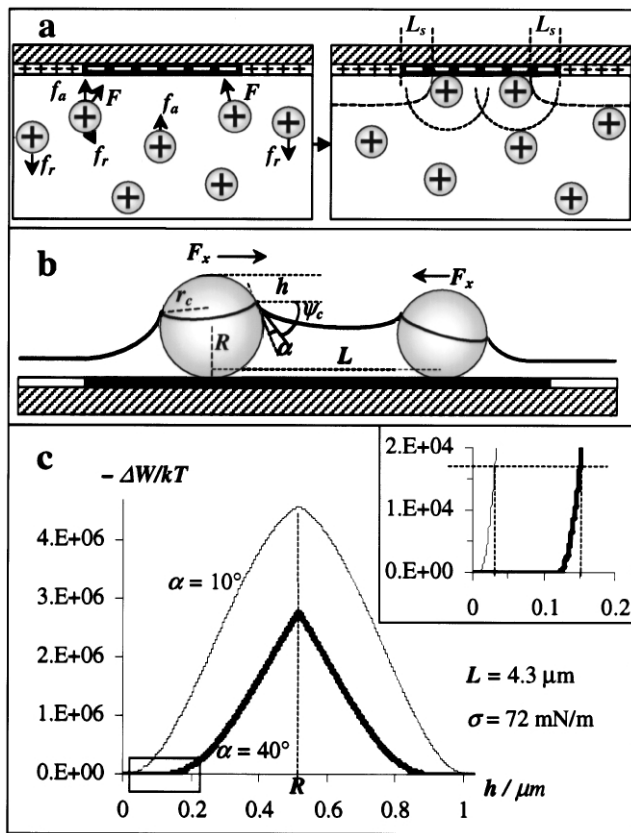 a
L_s L_s
+ + + + + + + + + +
f_a F f_a F
+ + + + + + +
f_r f_r f_r
+ + + + + + +
b
F_x h F_x
r_c ψ_c
R α L
c
− ΔW/kT
4.E+06
3.E+06
2.E+06
1.E+06
0.E+00
α = 10°
α = 40°
0 0.2 0.4 R 0.6 0.8 1 h / μm
2.E+04
1.E+04
0.E+00
0 0.1 0.2
L = 4.3 μm
σ = 72 mN/m